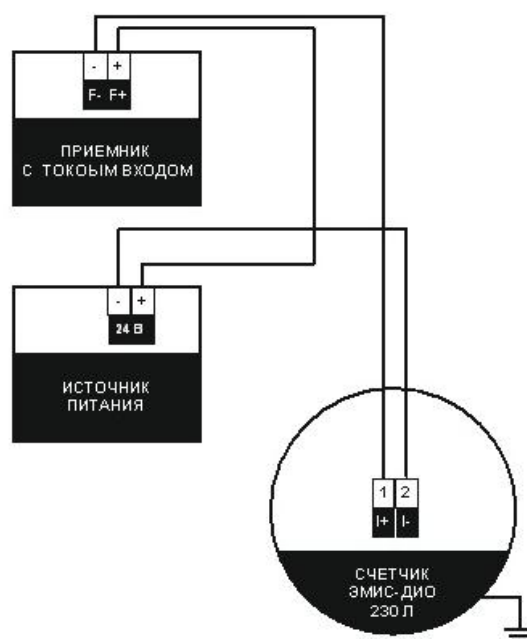 - +
F- F+
ПРИЕМНИК
С ТОКОЫМ ВХОДОМ
- +
24 В
ИСТОЧНИК
ПИТАНИЯ
1 2
I+ I-
СЧЕТЧИК
ЭМИС-ДИО
230 Л